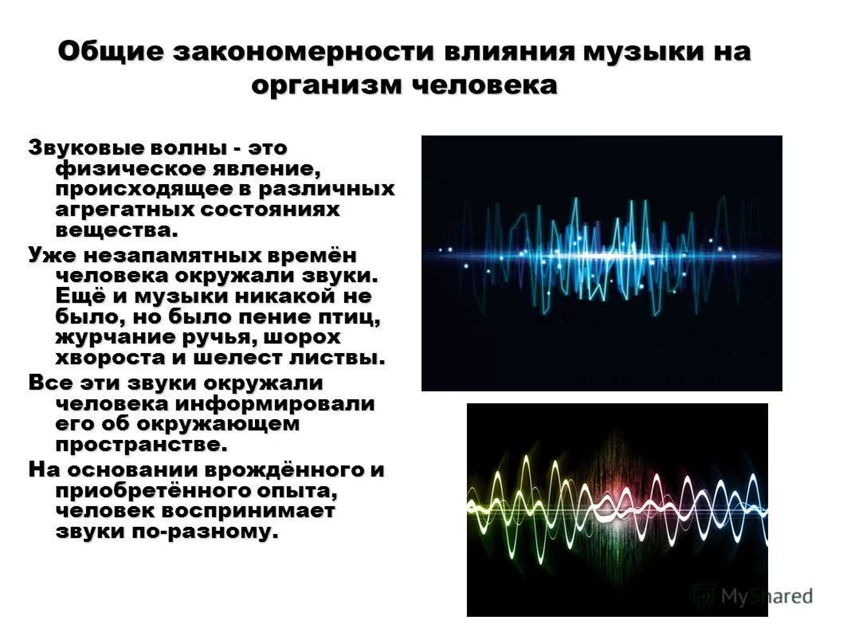 Общие закономерности влияния музыки на
организм человека
Звуковые волны - это
физическое явление,
происходящее в различных
агрегатных состояниях
вещества.
Уже незапамятных времён
человека окружали звуки.
Ещё и музыки никакой не
было, но было пение птиц,
журчание ручья, шорох
хвороста и шелест листвы.
Все эти звуки окружали
человека информировали
его об окружающем
пространстве.
На основании врождённого и
приобретённого опыта,
человек воспринимает
звуки по-разному.
MyShared